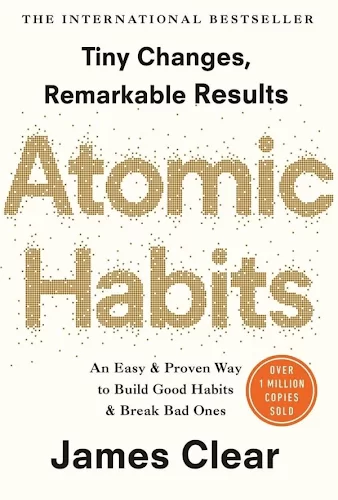 THE INTERNATIONAL BESTSELLER
Tiny Changes,
Remarkable Results
Atomic
Habits
An Easy & Proven Way
to Build Good Habits
& Break Bad Ones
OVER
1 MILLION
COPIES
SOLD
James Clear